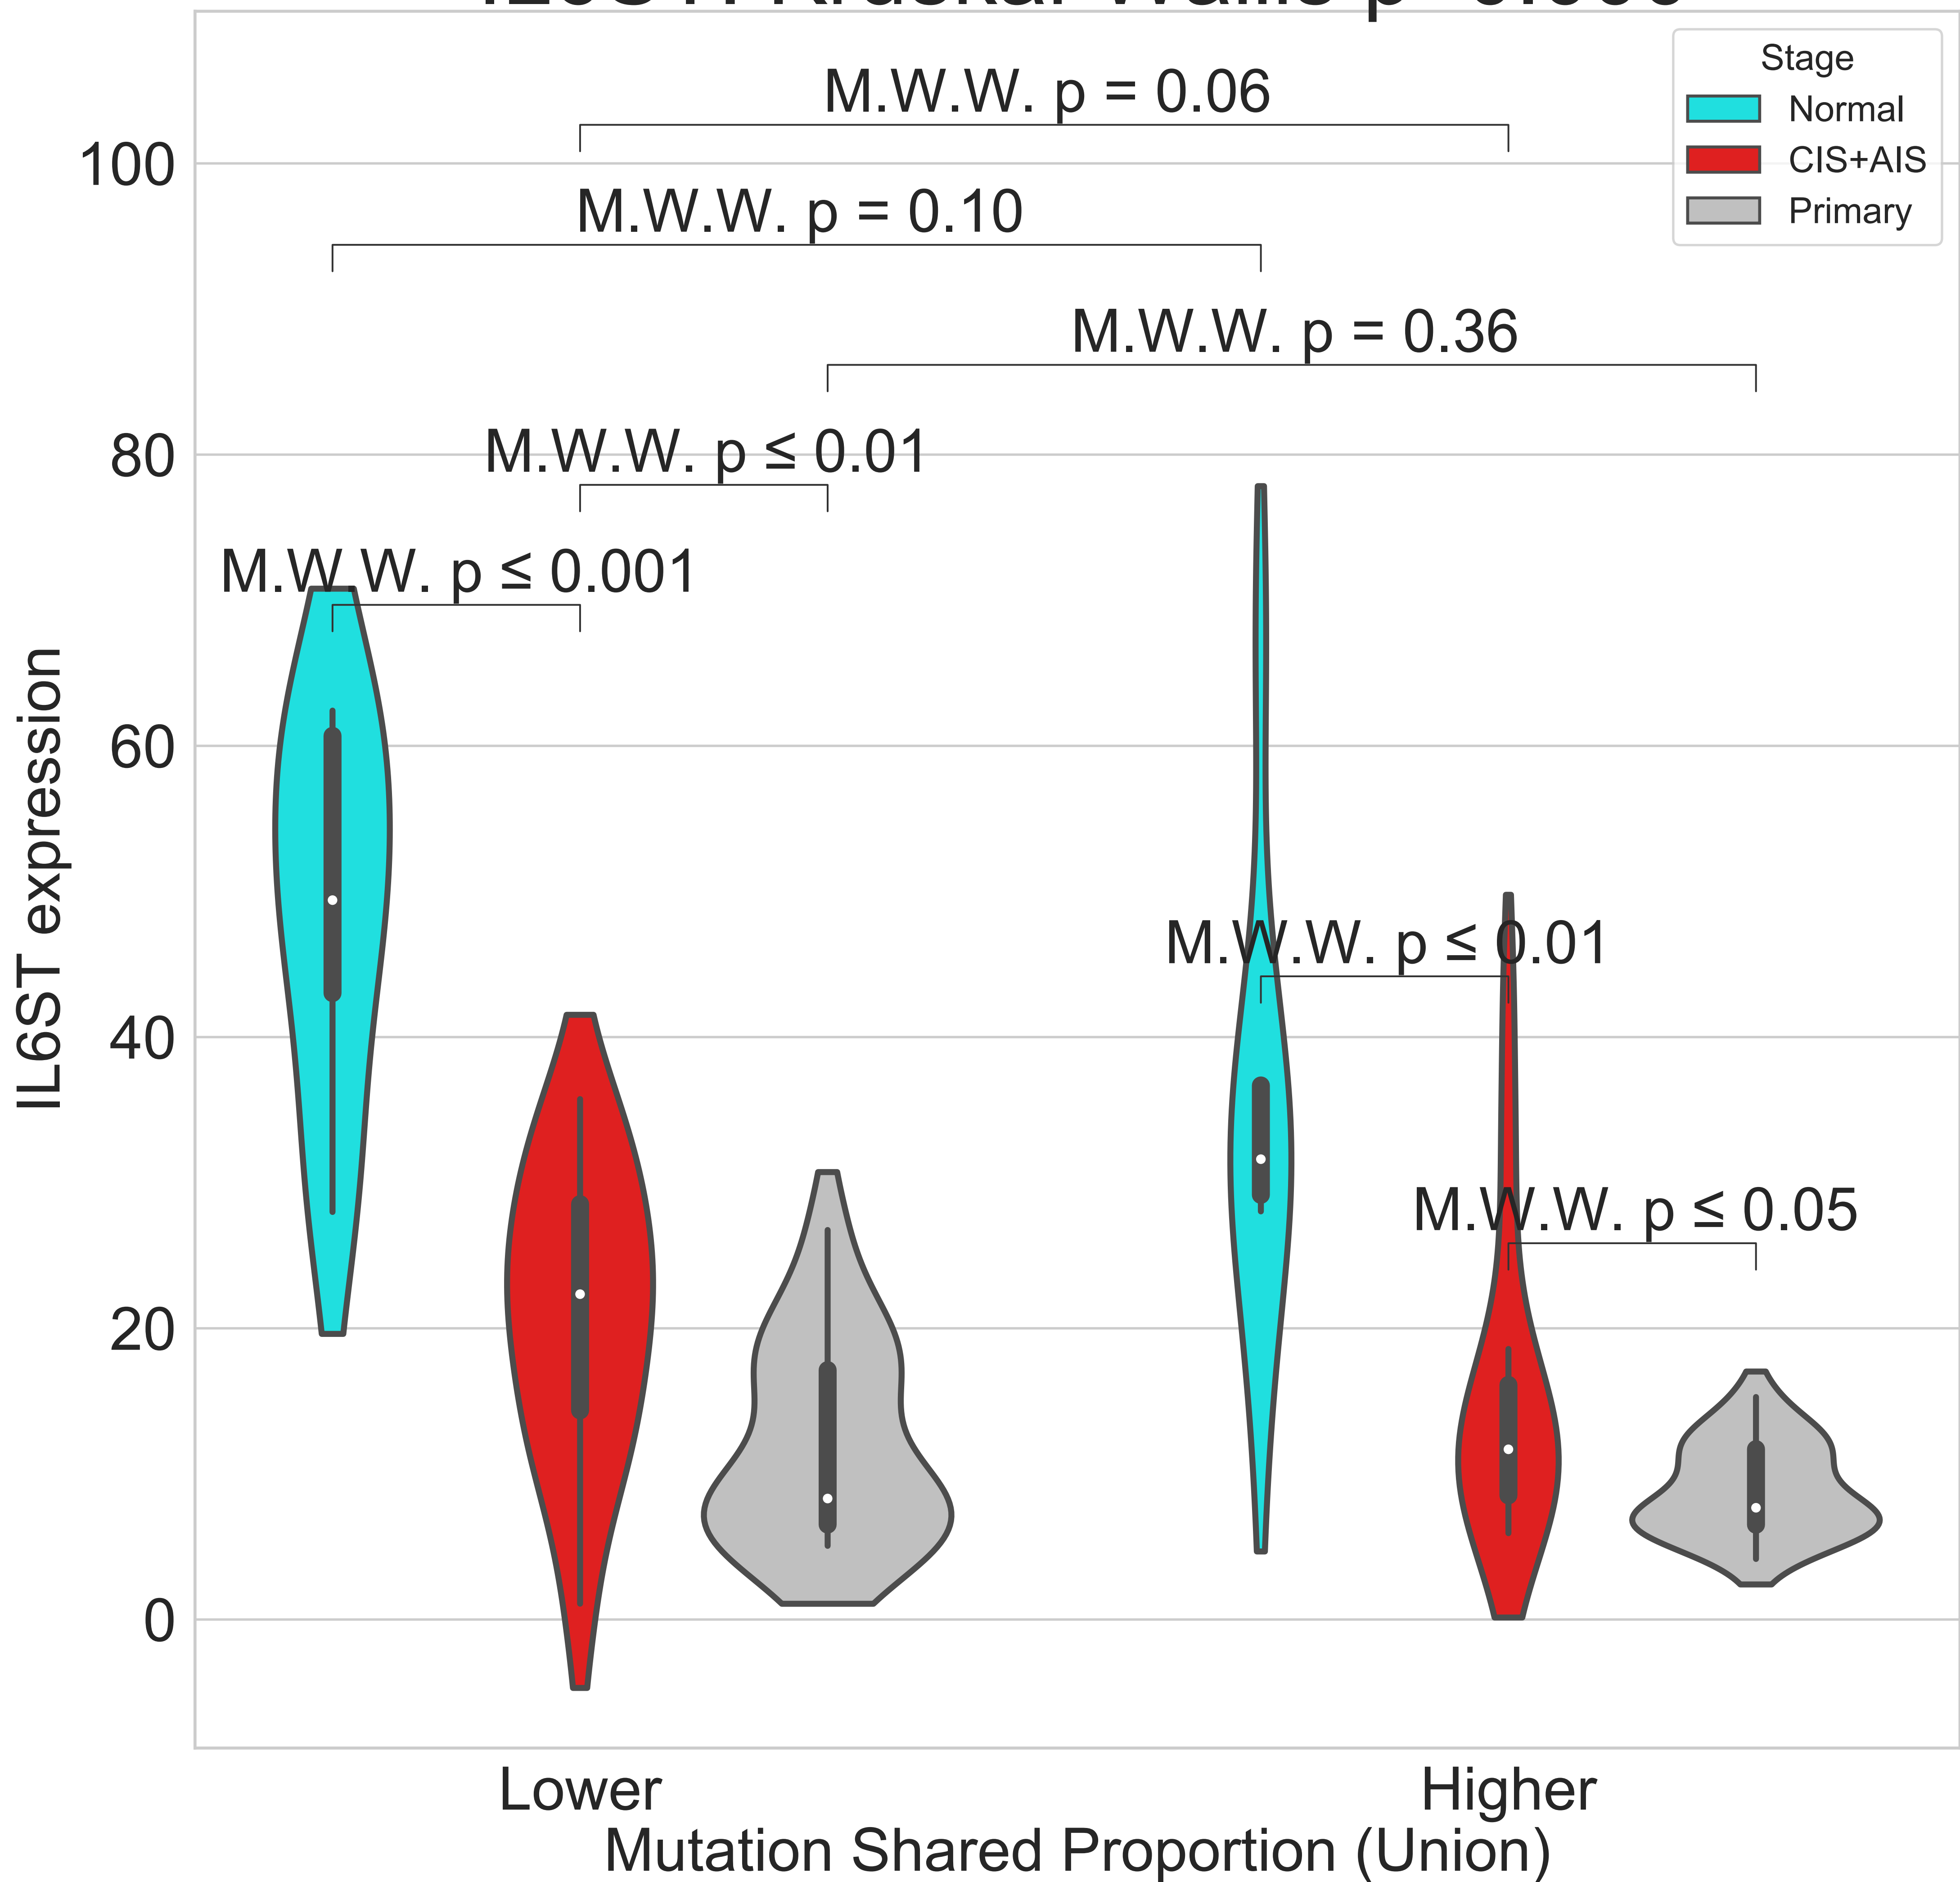 Stage
Normal
CIS+AIS
Primary
M.W.W. p = 0.06
M.W.W. p = 0.10
M.W.W. p = 0.36
M.W.W. p ≤ 0.01
M.W.W. p ≤ 0.001
M.W.W. p ≤ 0.01
M.W.W. p ≤ 0.05
100
80
60
40
20
0
IL6ST expression
Lower
Higher
Mutation Shared Proportion (Union)